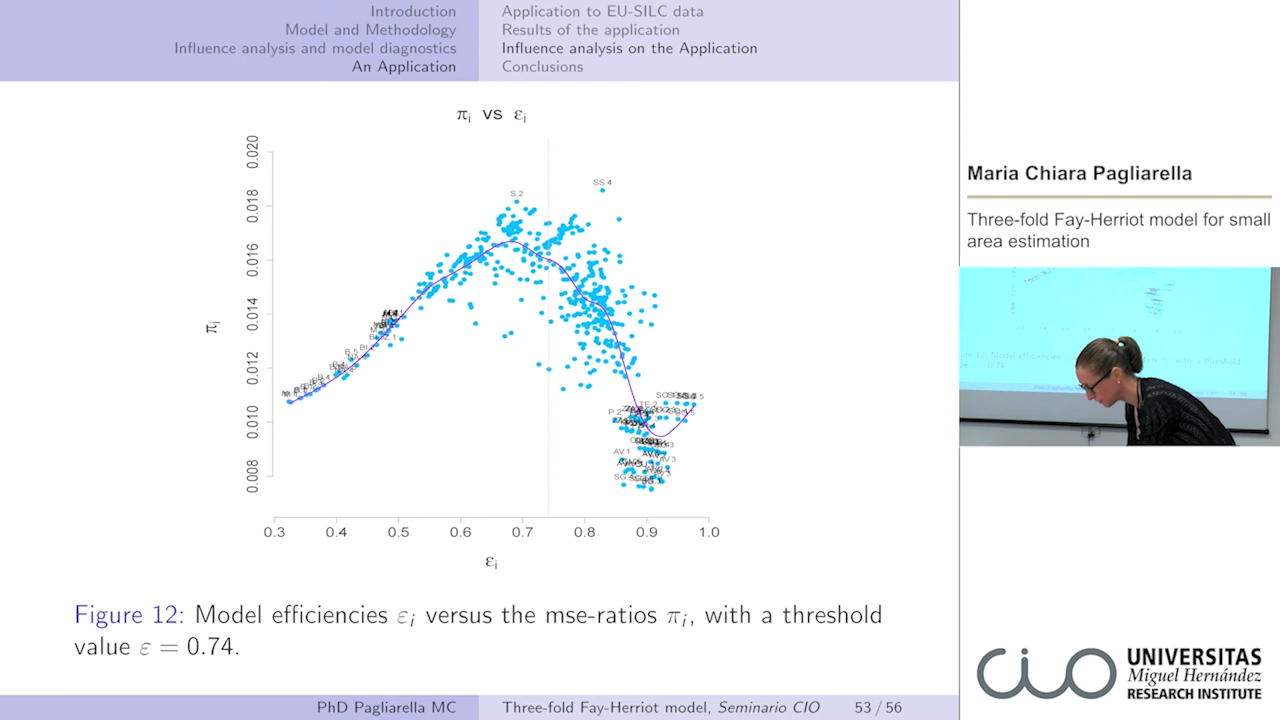 Introduction
Model and Methodology
Influence analysis and model diagnostics
An Application
Application to EU-SILC data
Results of the application
Influence analysis on the Application
Conclusions
πi vs εi
0.020
0.018
0.016
0.014
0.012
0.010
0.008
πi
S.2
SS.4
TE.2
P.2
AV.1
AV.3
0.3 0.4 0.5 0.6 0.7 0.8 0.9 1.0
εi
Figure 12: Model efficiencies εi versus the mse-ratios πi, with a threshold
value ε = 0.74.
PhD Pagliarella MC
Three-fold Fay-Herriot model, Seminario CIO 53 / 56
Maria Chiara Pagliarella
Three-fold Fay-Herriot model for small
area estimation
cio
UNIVERSITAS
Miguel Hernández
RESEARCH INSTITUTE